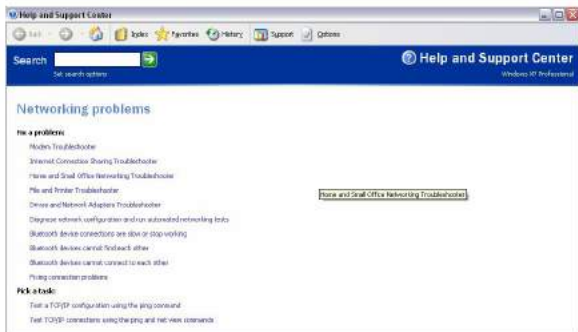 Help and Support Center
Back Index Favorites History Support Options
Search
Set search options
Help and Support Center
Windows XP Professional
Networking problems
Fix a problem:
Modem Troubleshooter
Internet Connection Sharing Troubleshooter
Home and Small Office Networking Troubleshooter
File and Printer Troubleshooter
Home and Small Office Networking Troubleshooter
Drives and Network Adapters Troubleshooter
Diagnose network configuration and run automated networking tests
Bluetooth device connections are slow or stop working
Bluetooth devices cannot find each other
Bluetooth devices cannot connect to each other
Fixing connection problems
Pick a task:
Test a TCP/IP configuration using the ping command
Test TCP/IP connections using the ping and net view commands